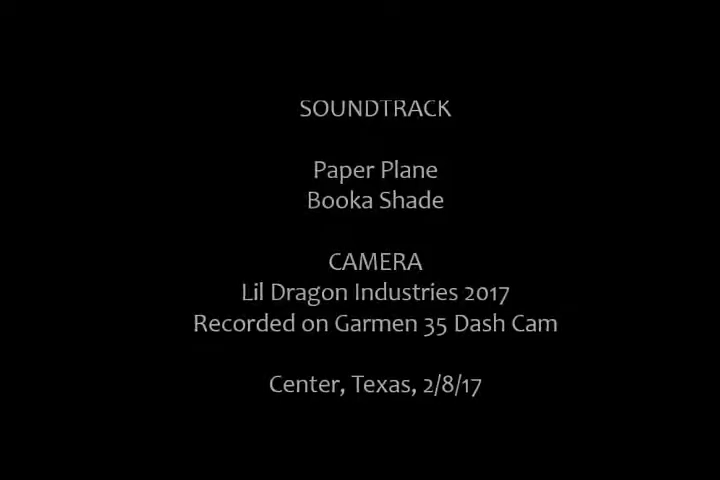 SOUNDTRACK
Paper Plane
Booka Shade
CAMERA
Lil Dragon Industries 2017
Recorded on Garmen 35 Dash Cam
Center, Texas, 2/8/17